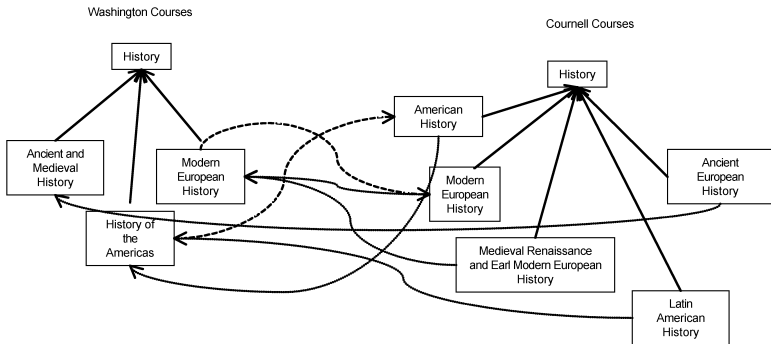 Washington Courses
Cournell Courses
History
History
American
History
Ancient and
Medieval
History
Modern
European
History
Modern
European
History
Ancient
European
History
History of
the
Americas
Medieval Renaissance
and Earl Modern European
History
Latin
American
History